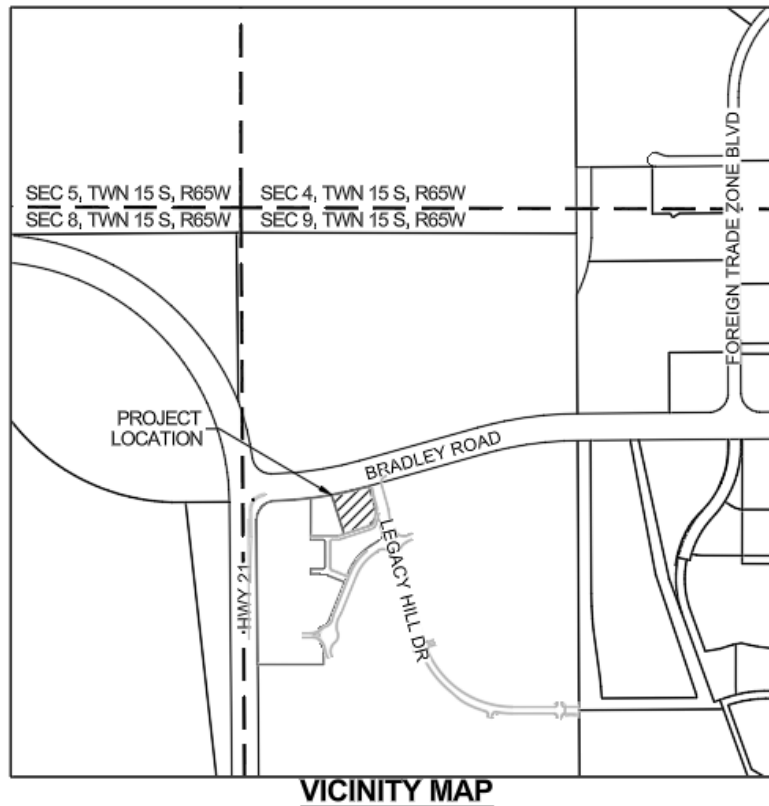 FOREIGN TRADE ZONE BLVD
SEC 5, TWN 15 S, R65W
SEC 4, TWN 15 S, R65W
SEC 8, TWN 15 S, R65W
SEC 9, TWN 15 S, R65W
PROJECT
LOCATION
BRADLEY ROAD
HWY 21
LEGACY HILL DR
VICINITY MAP